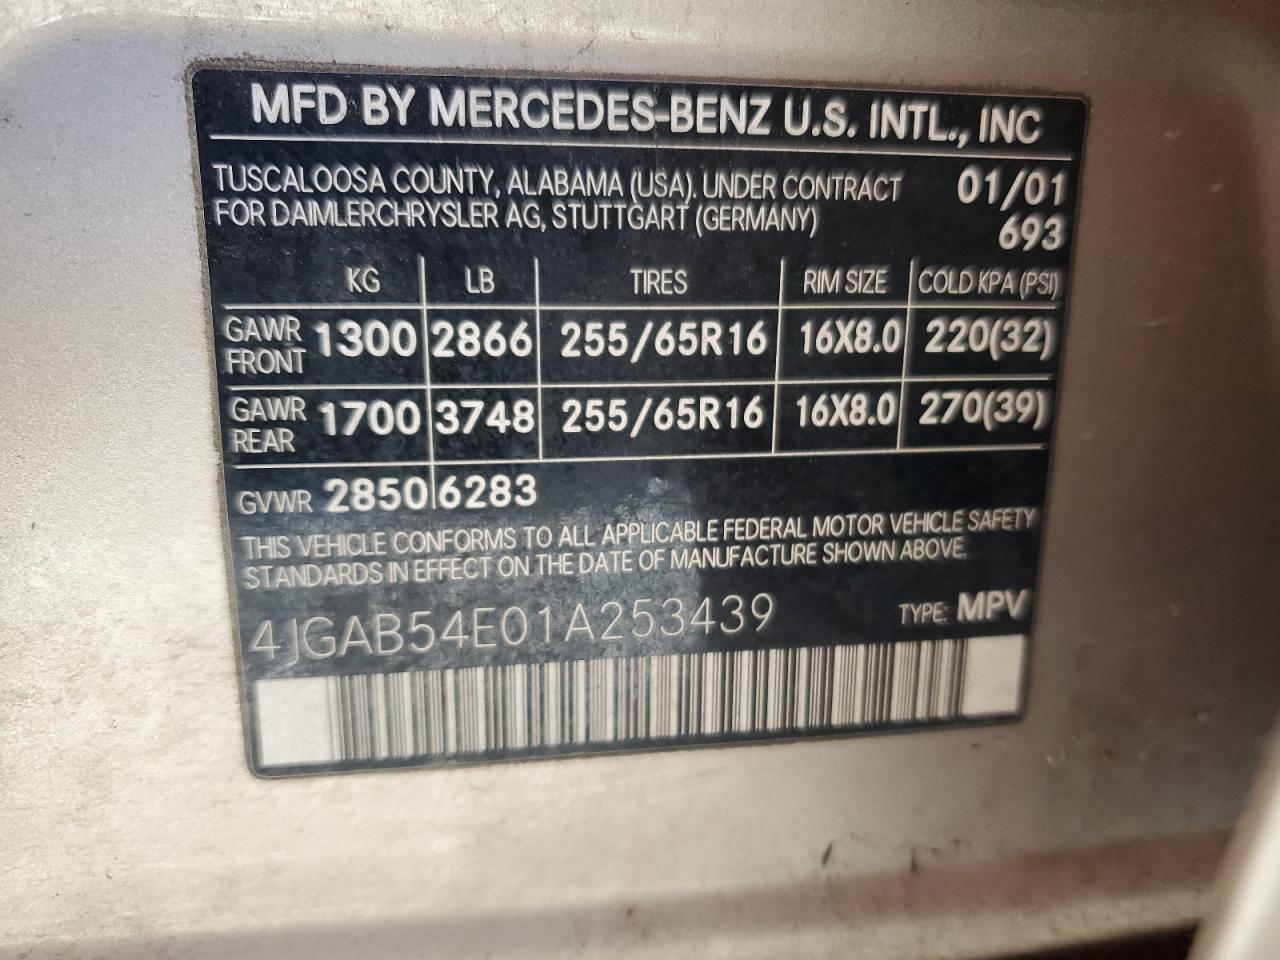 MFD BY MERCEDES-BENZ U.S. INTL., INC
TUSCALOOSA COUNTY, ALABAMA (USA). UNDER CONTRACT 01/01
FOR DAIMLERCHRYSLER AG, STUTTGART (GERMANY) 693
KG LB TIRES RIM SIZE COLD KPA (PSI)
GAWR FRONT 1300 2866 255/65R16 16X8.0 220(32)
GAWR REAR 1700 3748 255/65R16 16X8.0 270(39)
GVWR 2850 6283
THIS VEHICLE CONFORMS TO ALL APPLICABLE FEDERAL MOTOR VEHICLE SAFETY
STANDARDS IN EFFECT ON THE DATE OF MANUFACTURE SHOWN ABOVE.
4JGAB54E01A253439 TYPE: MPV